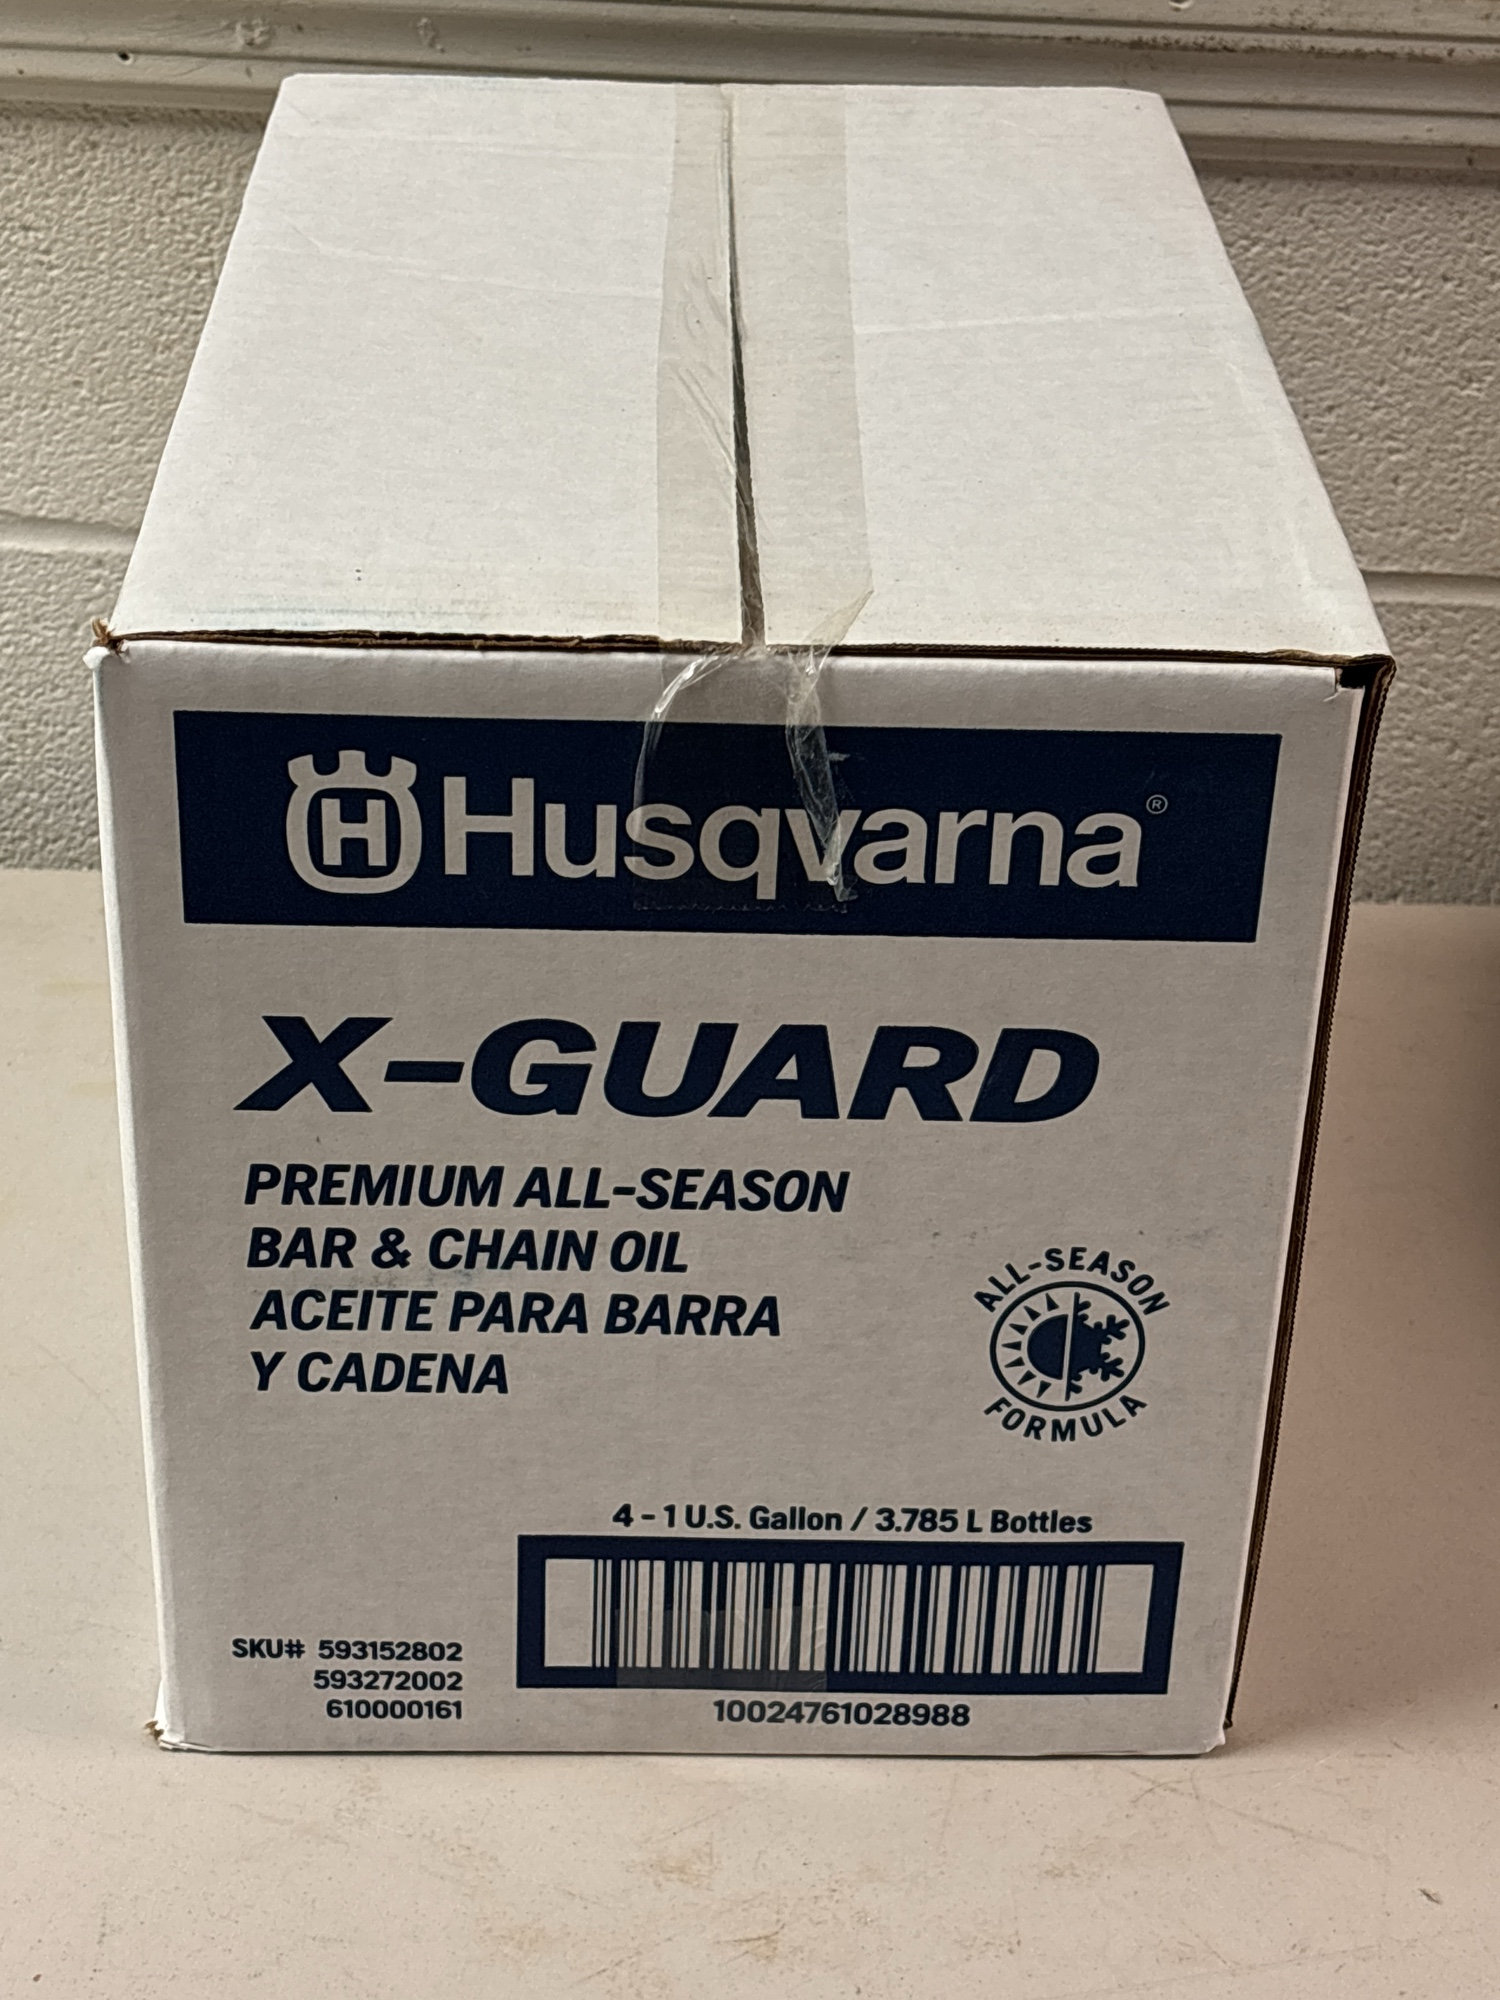 H Husqvarna®
X-GUARD
PREMIUM ALL-SEASON
BAR & CHAIN OIL
ACEITE PARA BARRA
Y CADENA
ALL-SEASON
FORMULA
4 - 1 U.S. Gallon / 3.785 L Bottles
SKU# 593152802
593272002
610000161
10024761028988